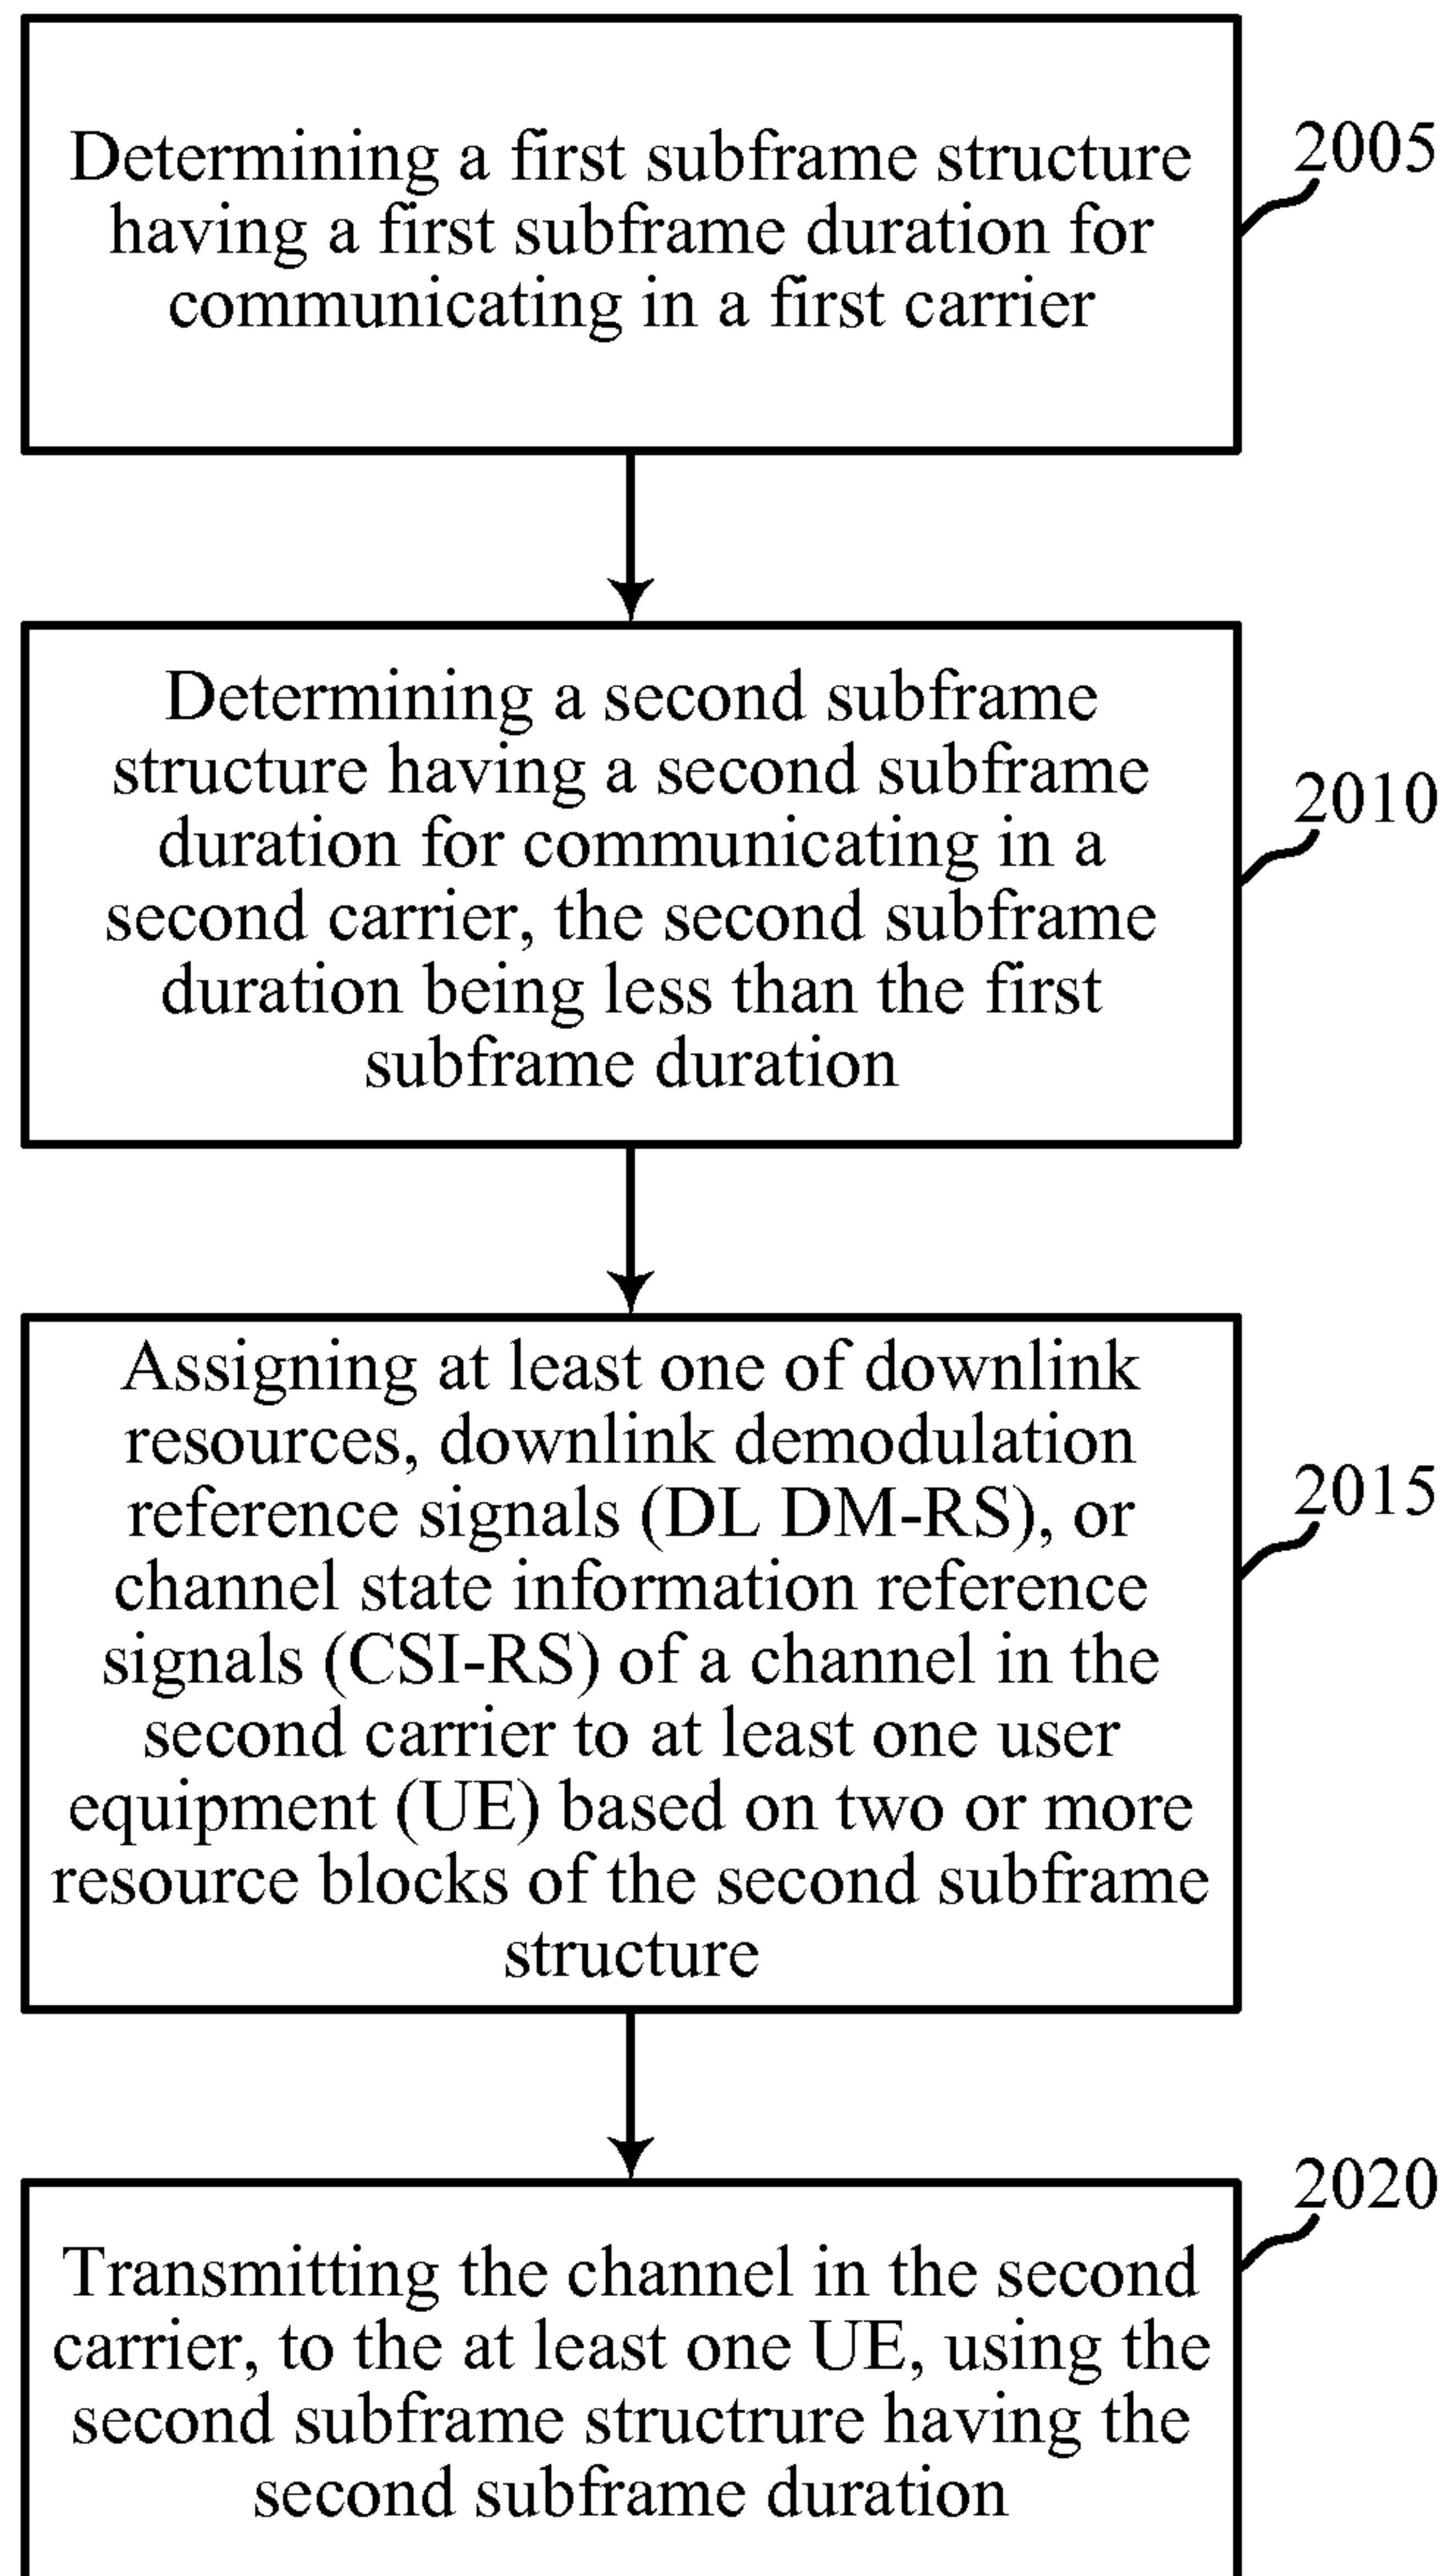 Determining a first subframe structure
having a first subframe duration for
communicating in a first carrier
2005
Determining a second subframe
structure having a second subframe
duration for communicating in a
second carrier, the second subframe
duration being less than the first
subframe duration
2010
Assigning at least one of downlink
resources, downlink demodulation
reference signals (DL DM-RS), or
channel state information reference
signals (CSI-RS) of a channel in the
second carrier to at least one user
equipment (UE) based on two or more
resource blocks of the second subframe
structure
2015
Transmitting the channel in the second
carrier, to the at least one UE, using the
second subframe structrure having the
second subframe duration
2020